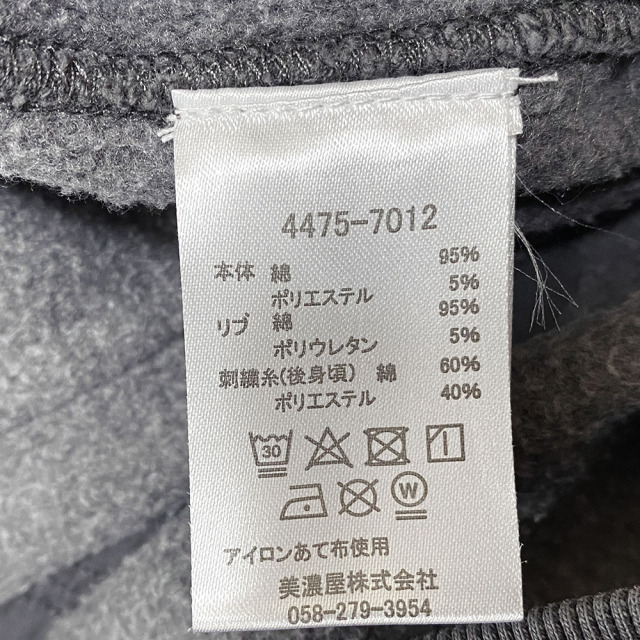 4475-7012
本体 綿 95%
ポリエステル 5%
リブ 綿 95%
ポリウレタン 5%
刺繍糸(後身頃) 綿 60%
ポリエステル 40%
30
W
アイロンあて布使用
美濃屋株式会社
058-279-3954